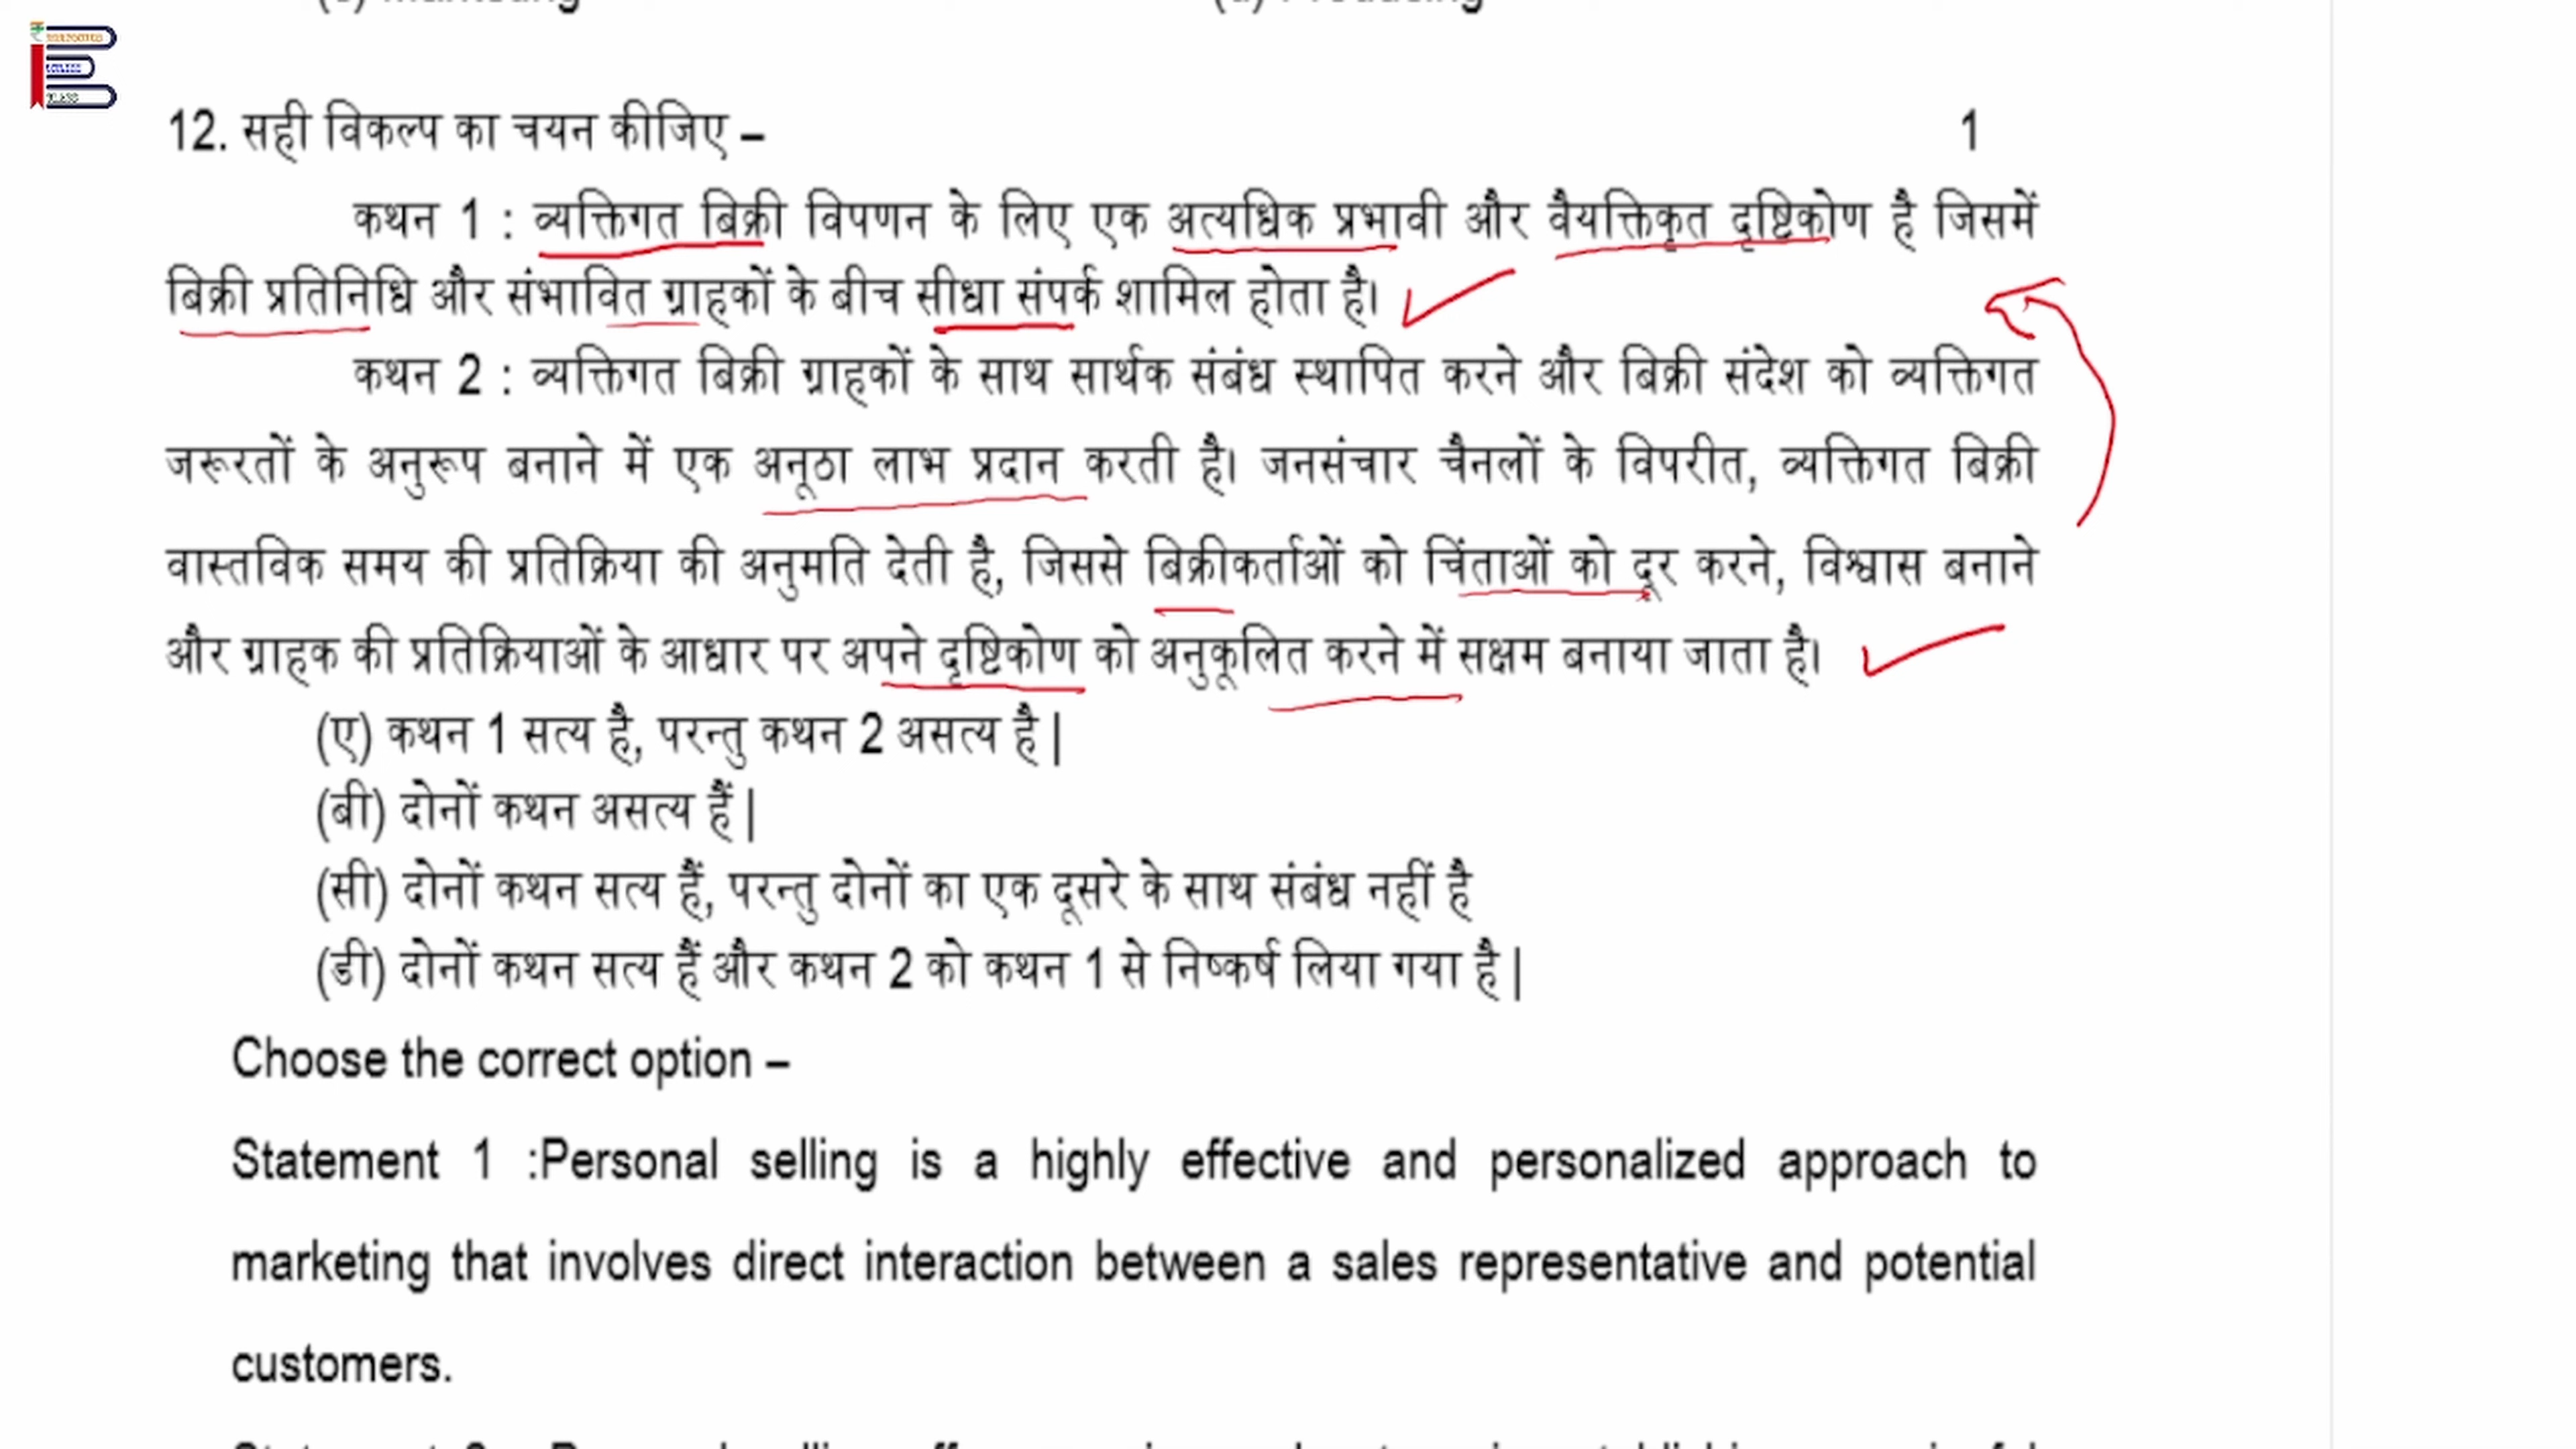 12. सही विकल्प का चयन कीजिए – 1
कथन 1 : व्यक्तिगत बिक्री विपणन के लिए एक अत्यधिक प्रभावी और वैयक्तिकृत दृष्टिकोण है जिसमें
बिक्री प्रतिनिधि और संभावित ग्राहकों के बीच सीधा संपर्क शामिल होता है।
कथन 2 : व्यक्तिगत बिक्री ग्राहकों के साथ सार्थक संबंध स्थापित करने और बिक्री संदेश को व्यक्तिगत
जरूरतों के अनुरूप बनाने में एक अनूठा लाभ प्रदान करती है। जनसंचार चैनलों के विपरीत, व्यक्तिगत बिक्री
वास्तविक समय की प्रतिक्रिया की अनुमति देती है, जिससे बिक्रीकर्ताओं को चिंताओं को दूर करने, विश्वास बनाने
और ग्राहक की प्रतिक्रियाओं के आधार पर अपने दृष्टिकोण को अनुकूलित करने में सक्षम बनाया जाता है।
(ए) कथन 1 सत्य है, परन्तु कथन 2 असत्य है |
(बी) दोनों कथन असत्य हैं |
(सी) दोनों कथन सत्य हैं, परन्तु दोनों का एक दूसरे के साथ संबंध नहीं है
(डी) दोनों कथन सत्य हैं और कथन 2 को कथन 1 से निष्कर्ष लिया गया है |
Choose the correct option –
Statement 1 :Personal selling is a highly effective and personalized approach to
marketing that involves direct interaction between a sales representative and potential
customers.